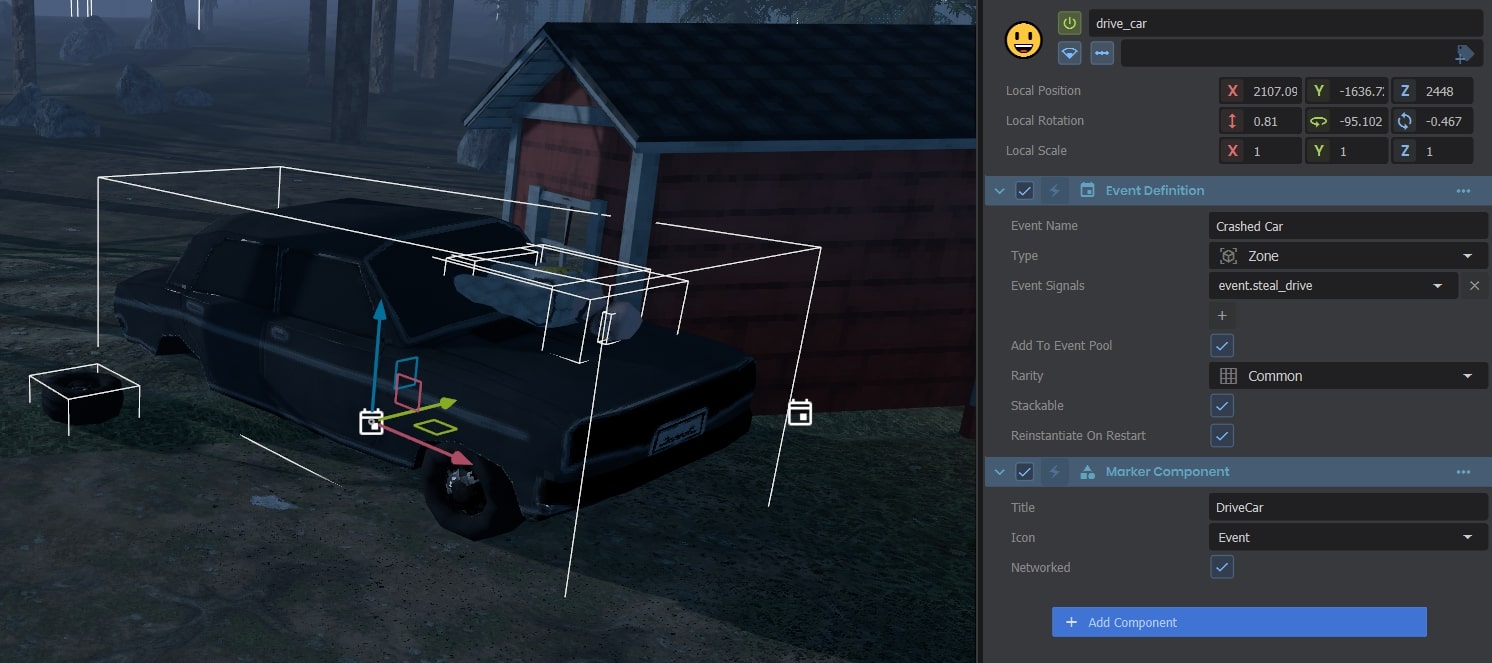 drive_car
Local Position X 2107.09 Y -1636.7 Z 2448
Local Rotation 0.81 -95.102 -0.467
Local Scale X 1 Y 1 Z 1
Event Definition
Event Name Crashed Car
Type Zone
Event Signals event.steal_drive
+
Add To Event Pool
Rarity Common
Stackable
Reinstantiate On Restart
Marker Component
Title DriveCar
Icon Event
Networked
+ Add Component